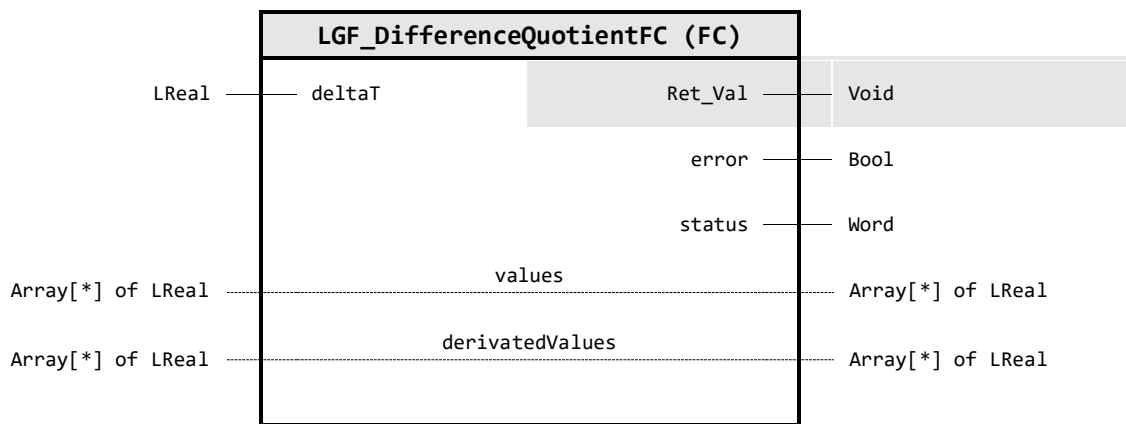 LGF_DifferenceQuotientFC (FC)
LReal deltaT Ret_Val Void
error Bool
status Word
Array[*] of LReal values Array[*] of LReal
Array[*] of LReal derivatedValues Array[*] of LReal